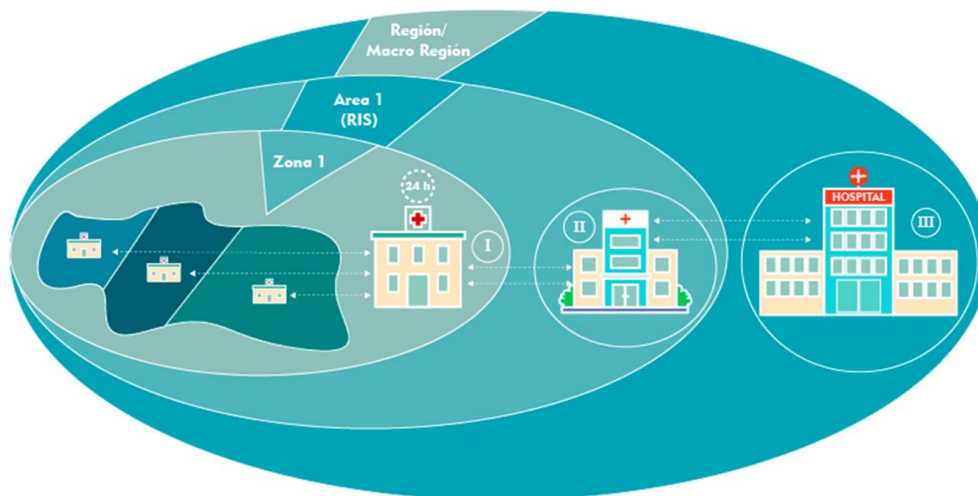 Región/
Macro Región
Area 1
(RIS)
Zona 1
24 h
I
II
HOSPITAL
III